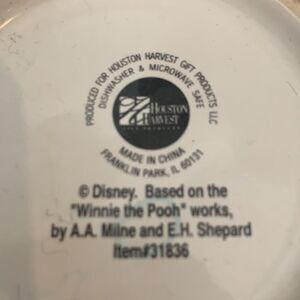 PRODUCED FOR HOUSTON HARVEST GIFT PRODUCTS LLC
DISHWASHER & MICROWAVE SAFE
HOUSTON
HARVEST
GIFT PRODUCTS
MADE IN CHINA
FRANKLIN PARK, IL 60131
© Disney. Based on the
"Winnie the Pooh" works,
by A.A. Milne and E.H. Shepard
Item#31836